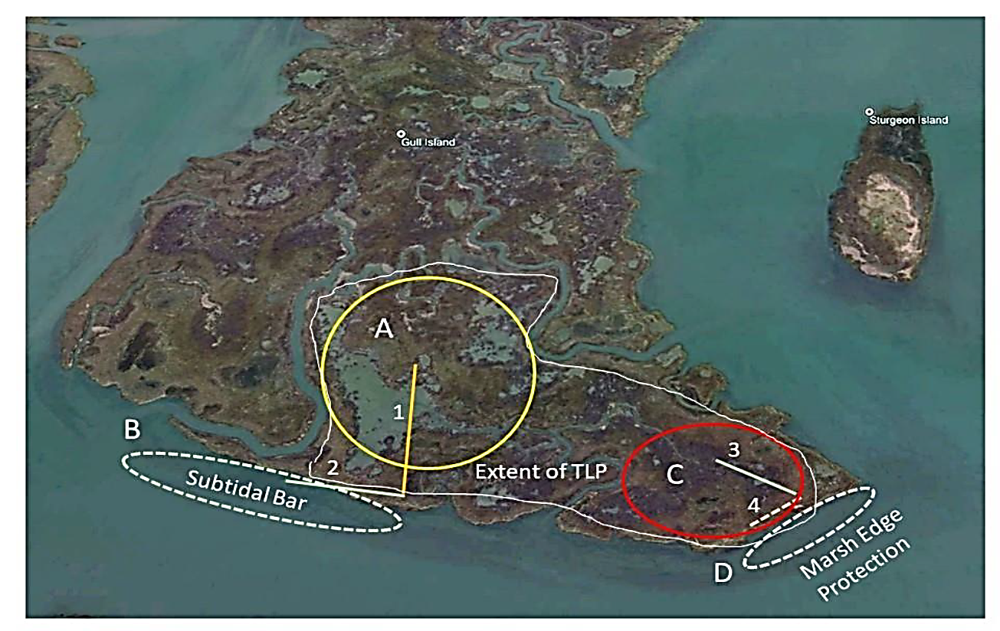 Sturgeon Island
Gull Island
A
1
B
2
Extent of TLP
3
C
Subtidal Bar
4
D
Marsh Edge
Protection